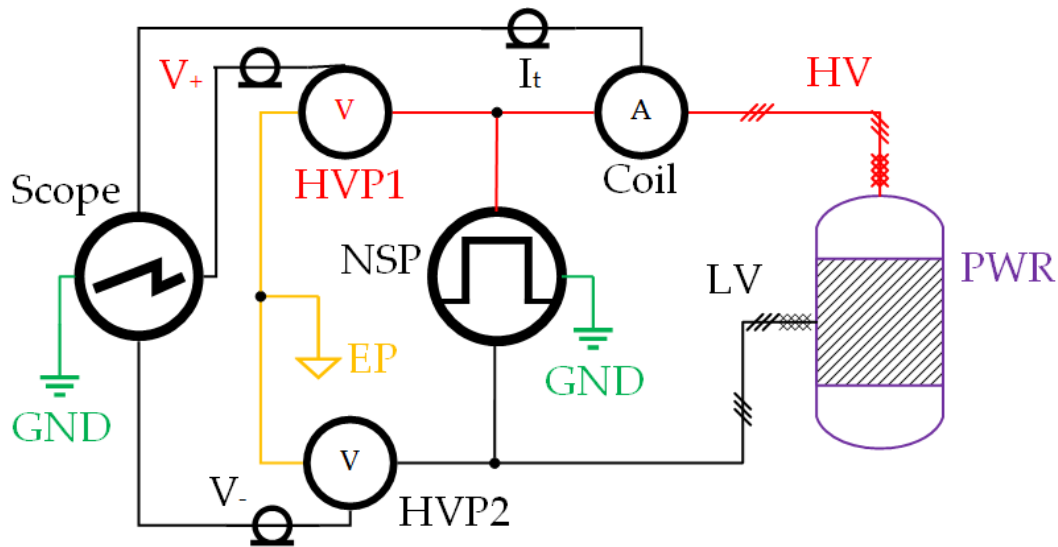 V+
It
HV
V
A
HVP1
Coil
Scope
NSP
LV
PWR
EP
GND
GND
V
V-
HVP2